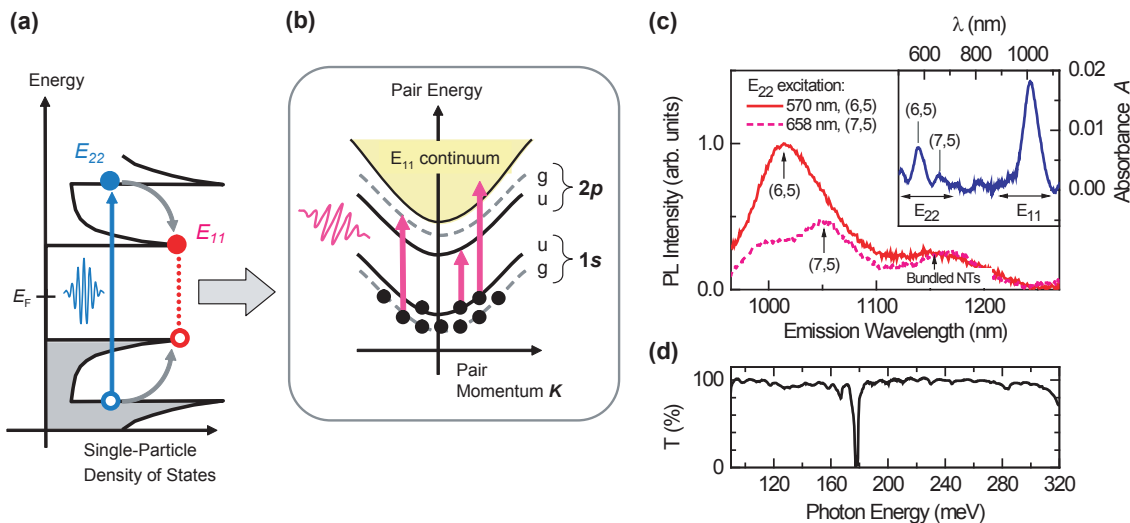 (a)
Energy
E22
E11
EF
Single-Particle
Density of States
(b)
Pair Energy
E11 continuum
g
u
2p
u
g
1s
Pair
Momentum K
(c)
λ (nm)
600 800 1000
E22 excitation:
570 nm, (6,5)
658 nm, (7,5)
(6,5)
(7,5)
E22
E11
0.02
0.01
0.00
Absorbance A
PL Intensity (arb. units)
1.0
0.0
(6,5)
(7,5)
Bundled NTs
1000 1100 1200
Emission Wavelength (nm)
(d)
T (%)
100
0
120 160 200 240 280 320
Photon Energy (meV)